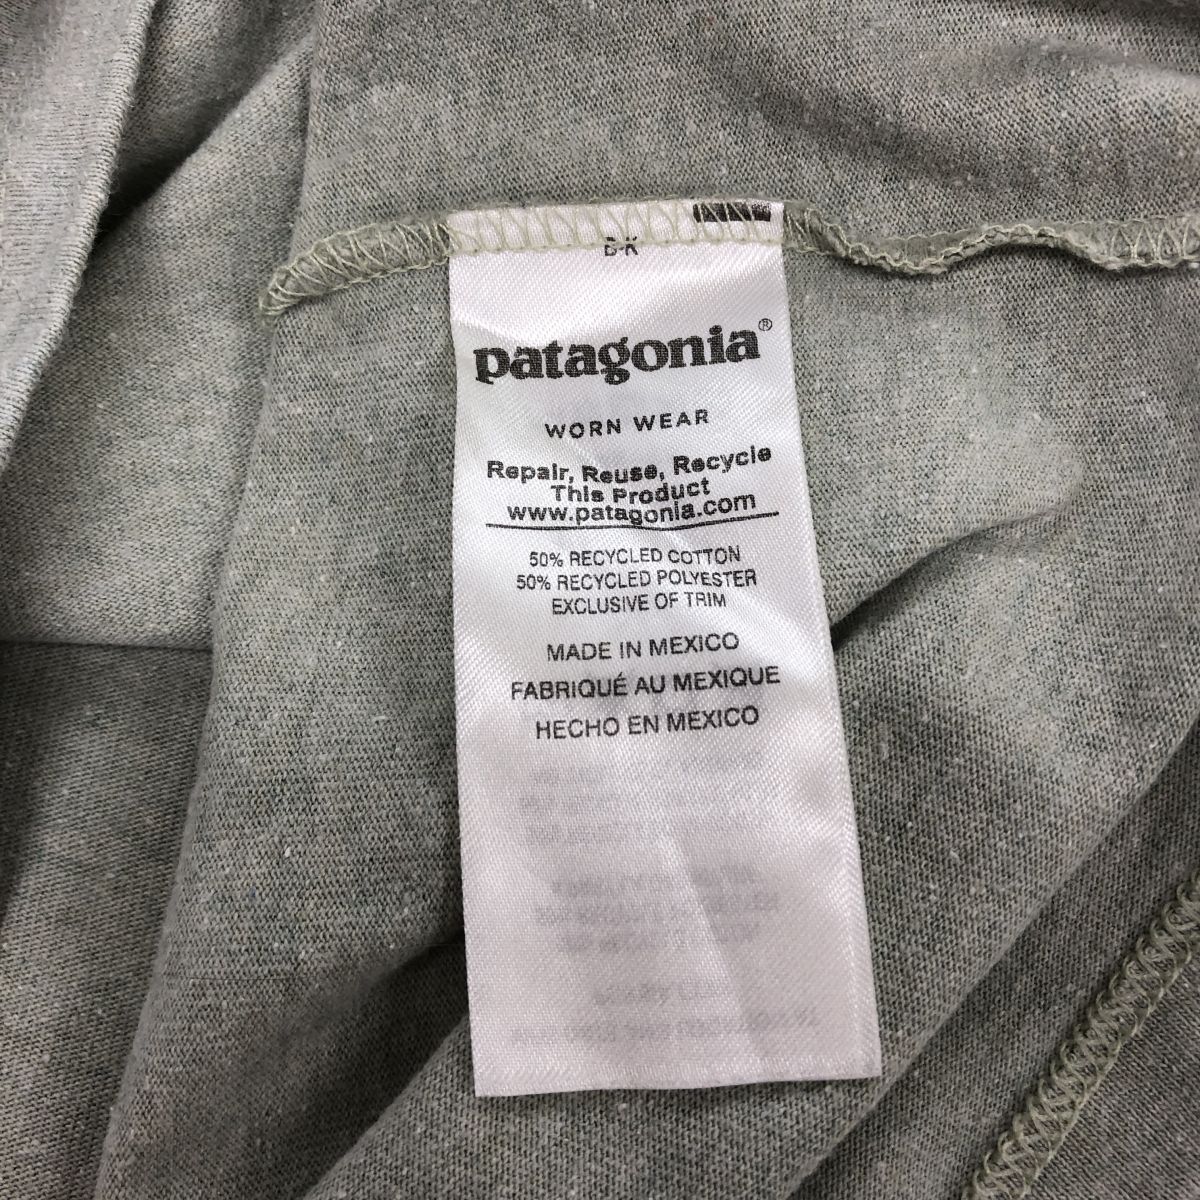 B-K
patagonia®
WORN WEAR
Repair, Reuse, Recycle
This Product
www.patagonia.com
50% RECYCLED COTTON
50% RECYCLED POLYESTER
EXCLUSIVE OF TRIM
MADE IN MEXICO
FABRIQUÉ AU MEXIQUE
HECHO EN MEXICO